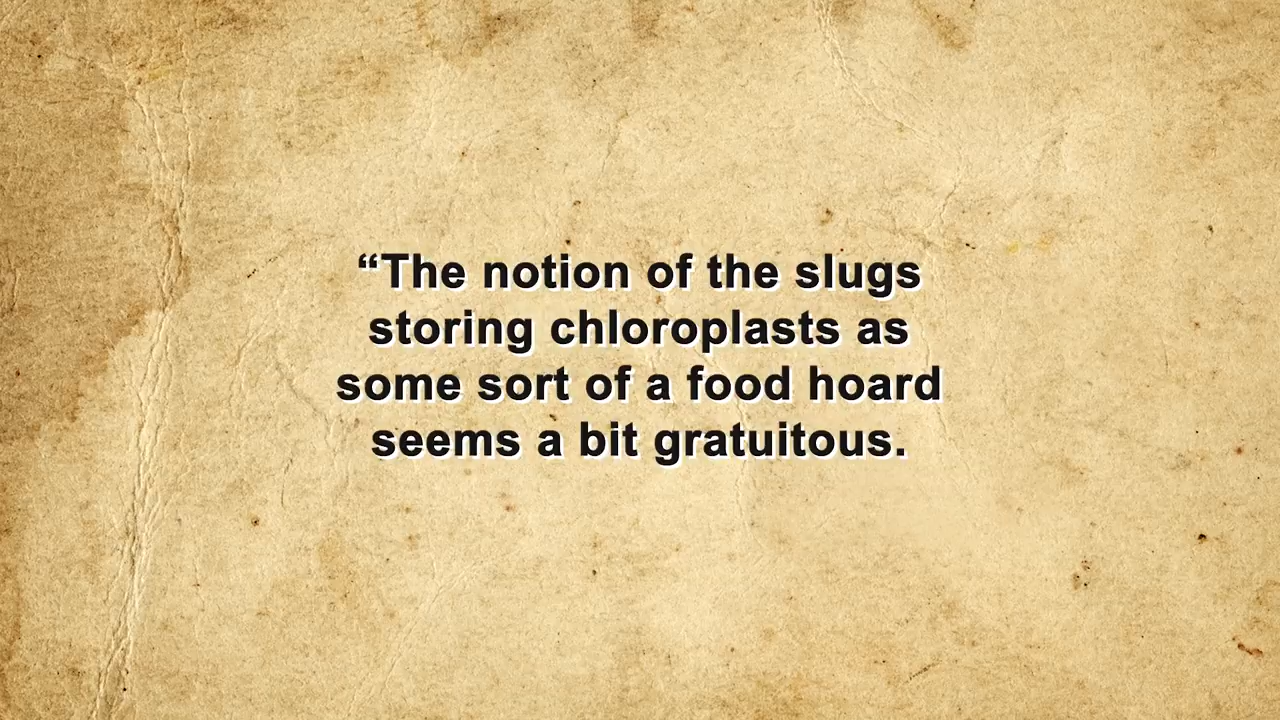 “The notion of the slugs
storing chloroplasts as
some sort of a food hoard
seems a bit gratuitous.